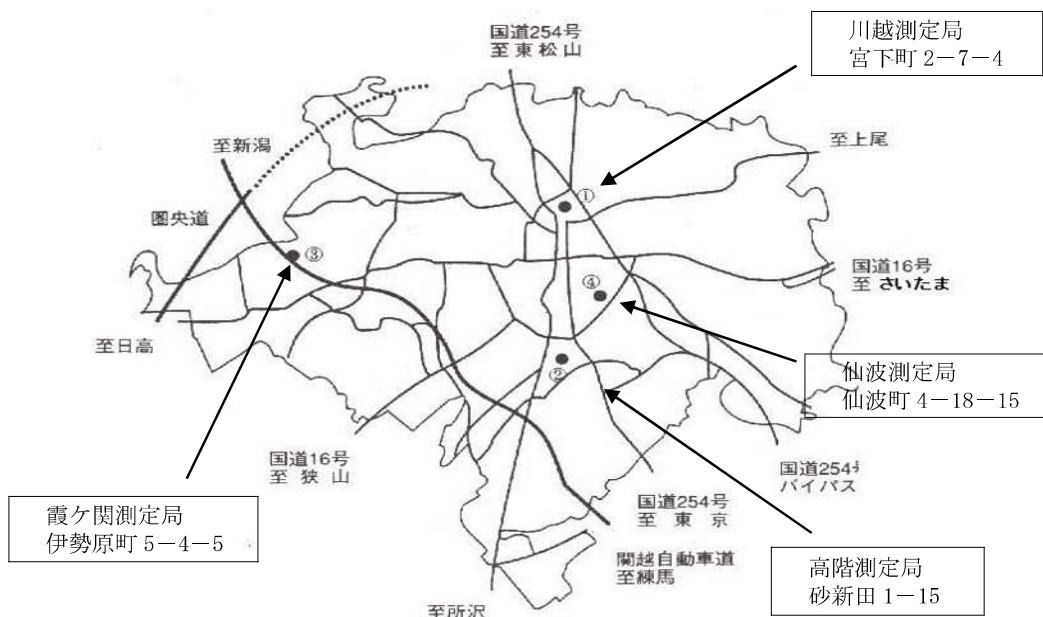 国道254号
至東松山
川越測定局
宮下町 2-7-4
至上尾
至新潟
①
圏央道
③
国道16号
至 さいたま
④
至日高
②
仙波測定局
仙波町 4-18-15
国道16号
至 狭 山
国道254号
バイパス
国道254号
至 東 京
霞ケ関測定局
伊勢原町 5-4-5
関越自動車道
至練馬
高階測定局
砂新田 1-15
至所沢